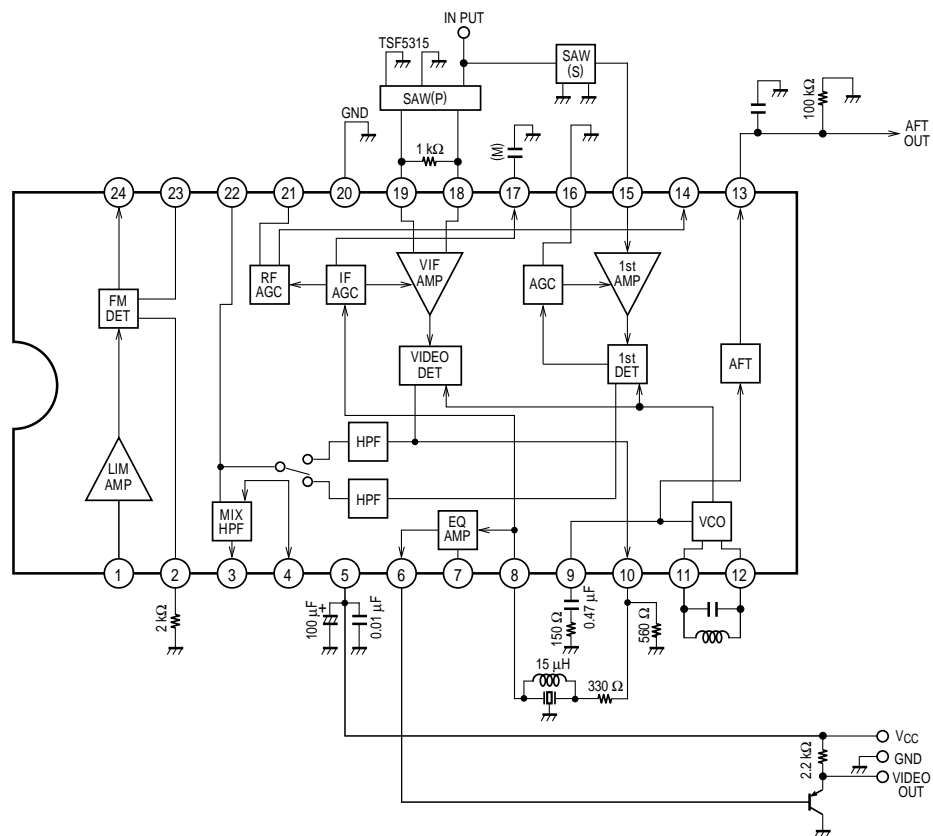 IN PUT
TSF5315
SAW
(S)
SAW(P)
GND
1 kΩ
(M)
100 kΩ
AFT
OUT
24
23
22
21
20
19
18
17
16
15
14
13
RF
AGC
IF
AGC
VIF
AMP
AGC
1st
AMP
FM
DET
VIDEO
DET
1st
DET
AFT
HPF
LIM
AMP
HPF
MIX
HPF
EQ
AMP
VCO
1
2
3
4
5
6
7
8
9
10
11
12
2 kΩ
100 µF
+
0.01 µF
150 Ω
0.47 µF
560 Ω
15 µH
330 Ω
VCC
2.2 kΩ
GND
VIDEO
OUT